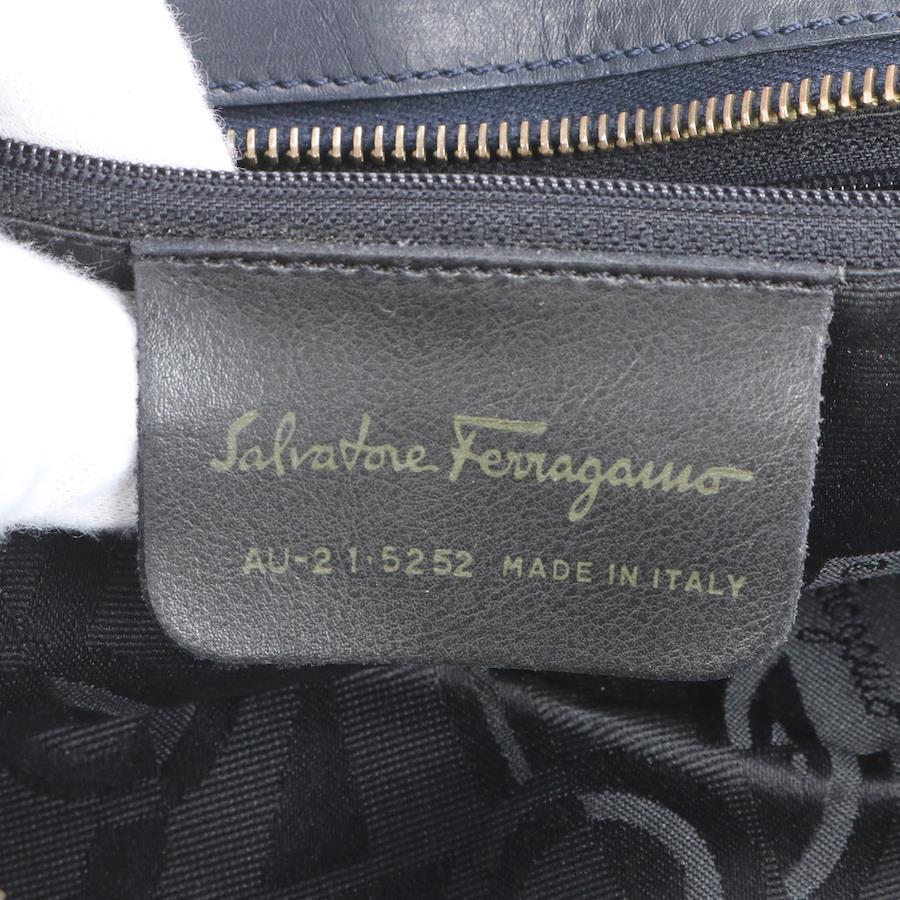 Salvatore Ferragamo
AU-21·5252 MADE IN ITALY